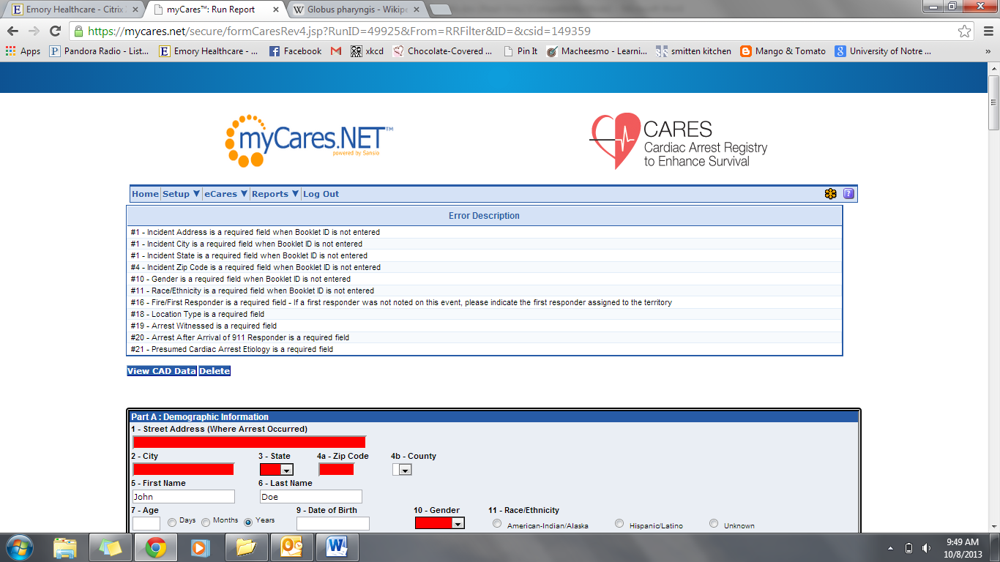 Emory Healthcare - Citrix
myCares™: Run Report
Globus pharyngis - Wikipe
https://mycares.net/secure/formCaresRev4.jsp?RunID=49925&From=RRFilter&ID=&csid=149359
Apps Pandora Radio - List... Emory Healthcare - ... Facebook xkcd Chocolate-Covered ... Pin It Macheesmo - Learni... smitten kitchen Mango & Tomato University of Notre ... »
myCares.NET™
powered by Sansio
CARES
Cardiac Arrest Registry
to Enhance Survival
Home Setup ▼ eCares ▼ Reports ▼ Log Out
Error Description
#1 - Incident Address is a required field when Booklet ID is not entered
#1 - Incident City is a required field when Booklet ID is not entered
#1 - Incident State is a required field when Booklet ID is not entered
#4 - Incident Zip Code is a required field when Booklet ID is not entered
#10 - Gender is a required field when Booklet ID is not entered
#11 - Race/Ethnicity is a required field when Booklet ID is not entered
#16 - Fire/First Responder is a required field - If a first responder was not noted on this event, please indicate the first responder assigned to the territory
#18 - Location Type is a required field
#19 - Arrest Witnessed is a required field
#20 - Arrest After Arrival of 911 Responder is a required field
#21 - Presumed Cardiac Arrest Etiology is a required field
View CAD Data Delete
Part A : Demographic Information
1 - Street Address (Where Arrest Occurred)
2 - City 3 - State 4a - Zip Code 4b - County
5 - First Name 6 - Last Name
John Doe
7 - Age 9 - Date of Birth 10 - Gender 11 - Race/Ethnicity
Days Months Years American-Indian/Alaska Hispanic/Latino Unknown
9:49 AM
10/8/2013